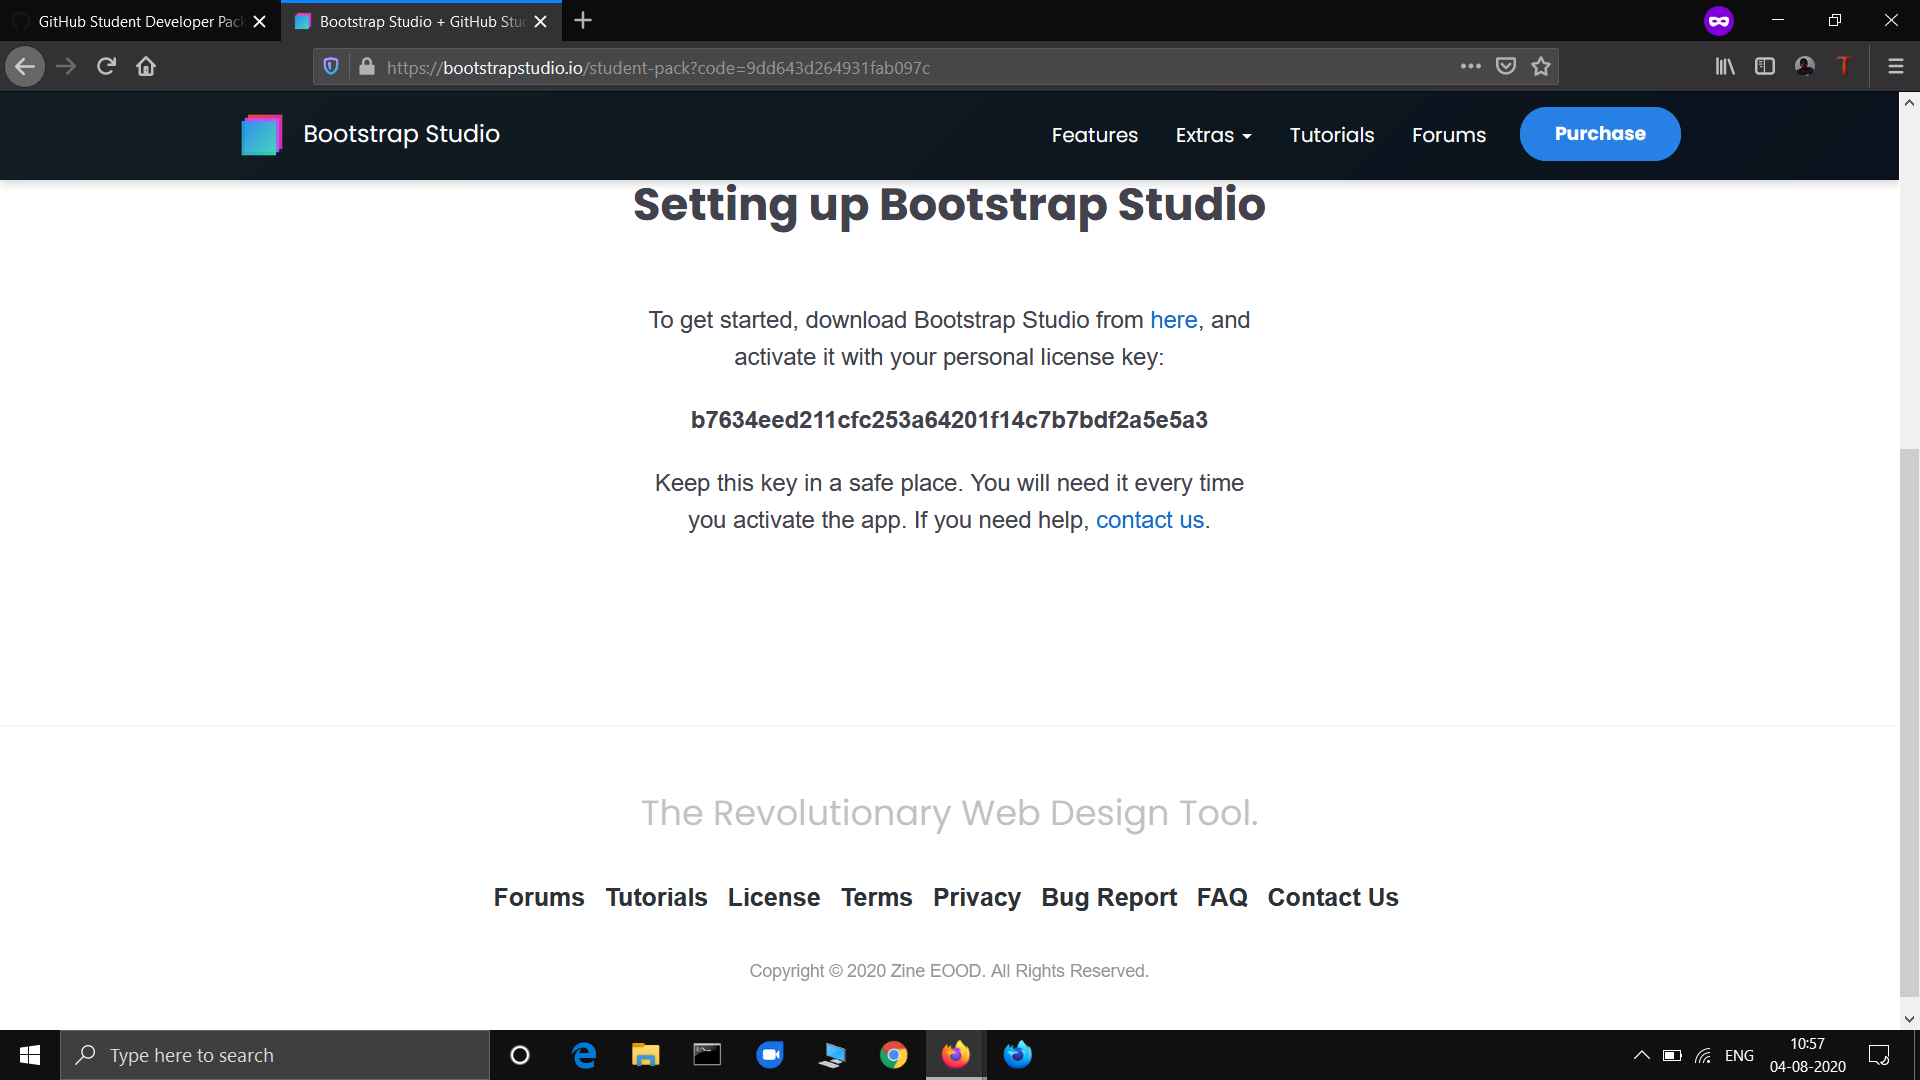 GitHub Student Developer Pack
Bootstrap Studio + GitHub Stu
https://bootstrapstudio.io/student-pack?code=9dd643d264931fab097c
Bootstrap Studio
Features
Extras
Tutorials
Forums
Purchase
Setting up Bootstrap Studio
To get started, download Bootstrap Studio from here, and
activate it with your personal license key:
b7634eed211cfc253a64201f14c7b7bdf2a5e5a3
Keep this key in a safe place. You will need it every time
you activate the app. If you need help, contact us.
The Revolutionary Web Design Tool.
Forums Tutorials License Terms Privacy Bug Report FAQ Contact Us
Copyright © 2020 Zine EOOD. All Rights Reserved.
Type here to search
ENG
10:57
04-08-2020